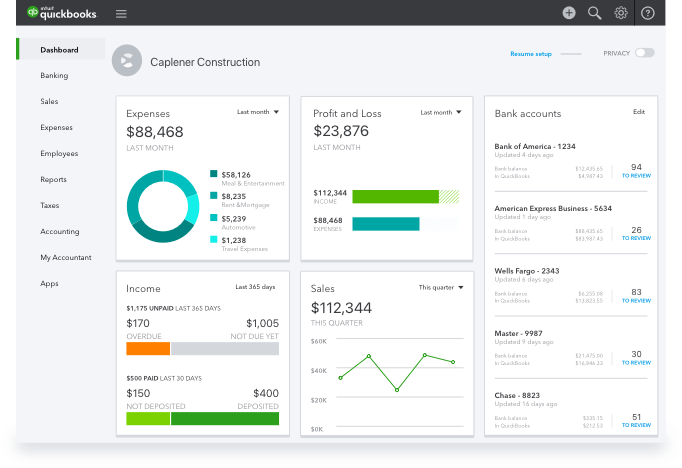 intuit
quickbooks
Dashboard
Banking
Sales
Expenses
Employees
Reports
Taxes
Accounting
My Accountant
Apps
Caplener Construction
Resume setup
PRIVACY
Expenses
Last month
$88,468
LAST MONTH
$58,126
Meal & Entertainment
$8,235
Rent &Mortgage
$5,239
Automotive
$1,238
Travel Expenses
Profit and Loss
Last month
$23,876
LAST MONTH
$112,344
INCOME
$88,468
EXPENSES
Bank accounts
Edit
Bank of America - 1234
Updated 4 days ago
Bank balance $12,435.65
In QuickBooks $4,987.43
94
TO REVIEW
American Express Business - 5634
Updated 1 day ago
Bank balance $88,435.65
In QuickBooks $63,987.43
26
TO REVIEW
Wells Fargo - 2343
Updated 6 days ago
Bank balance $6,250.08
In QuickBooks $13,823.55
83
TO REVIEW
Master - 9987
Updated 9 days ago
Bank balance $21,675.00
In QuickBooks $16,846.33
30
TO REVIEW
Chase - 8823
Updated 16 days ago
Bank balance $335.15
In QuickBooks $212.53
51
TO REVIEW
Income
Last 365 days
$1,175 UNPAID LAST 365 DAYS
$170 $1,005
OVERDUE NOT DUE YET
$500 PAID LAST 30 DAYS
$150 $400
NOT DEPOSITED DEPOSITED
Sales
This quarter
$112,344
THIS QUARTER
$60K
$40K
$20K
$0K